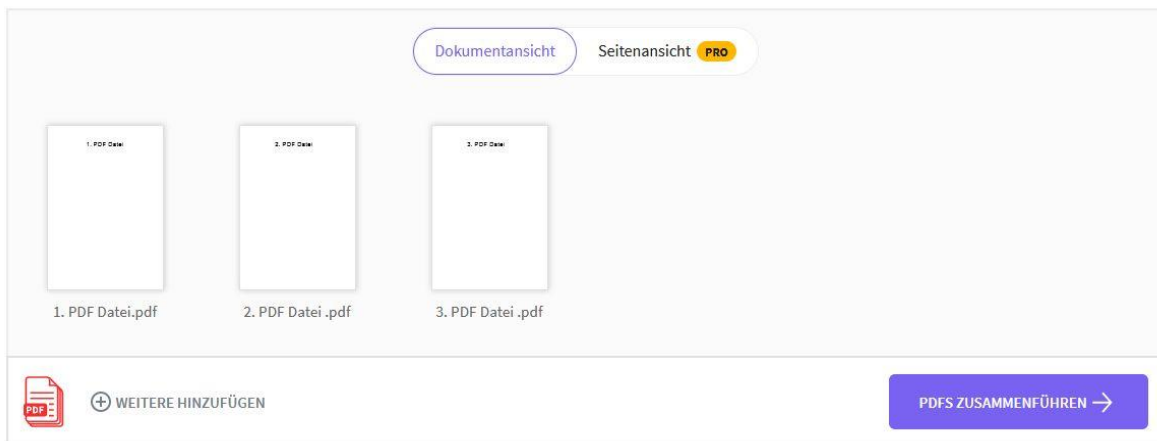 Dokumentansicht Seitenansicht PRO
1. PDF Datei
2. PDF Datei
3. PDF Datei
1. PDF Datei.pdf
2. PDF Datei .pdf
3. PDF Datei .pdf
PDF
WEITERE HINZUFÜGEN
PDFS ZUSAMMENFÜHREN